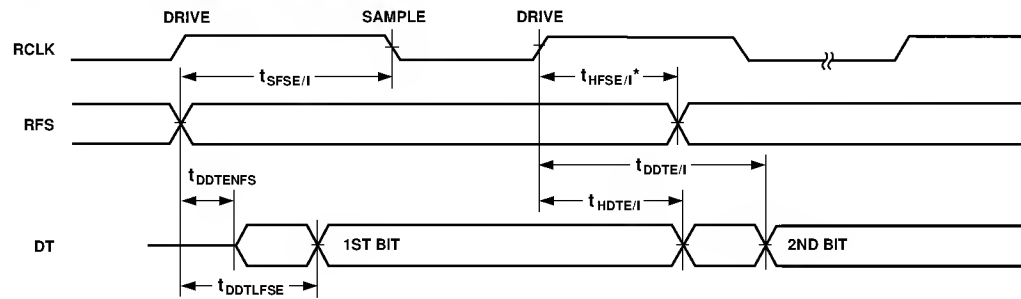 DRIVE SAMPLE DRIVE
RCLK
tSFSE/I tHFSE/I*
RFS
tDDTE/I
tDDTENFS
tHDTE/I
DT 1ST BIT 2ND BIT
tDDTLFSE